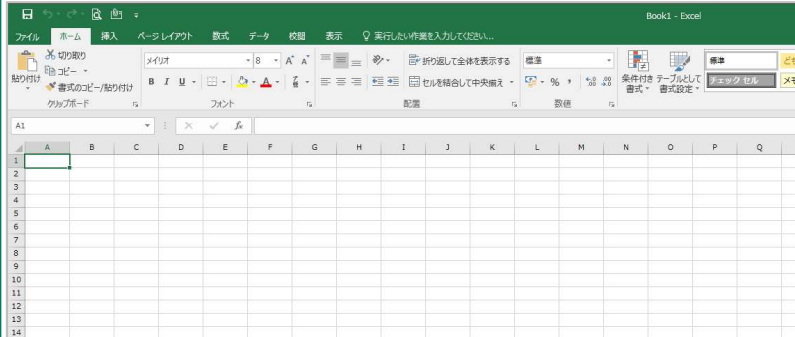 Book1 - Excel
ファイル ホーム 挿入 ページレイアウト 数式 データ 校閲 表示 実行したい作業を入力してください...
貼り付け 切り取り コピー 書式のコピー/貼り付け
メイリオ 8 A A
B I U A
折り返して全体を表示する
セルを結合して中央揃え
標準
% ,
条件付き書式 テーブルとして書式設定
標準
チェック セル
クリップボード フォント 配置 数値
A1 fx
A B C D E F G H I J K L M N O P Q
1
2
3
4
5
6
7
8
9
10
11
12
13
14